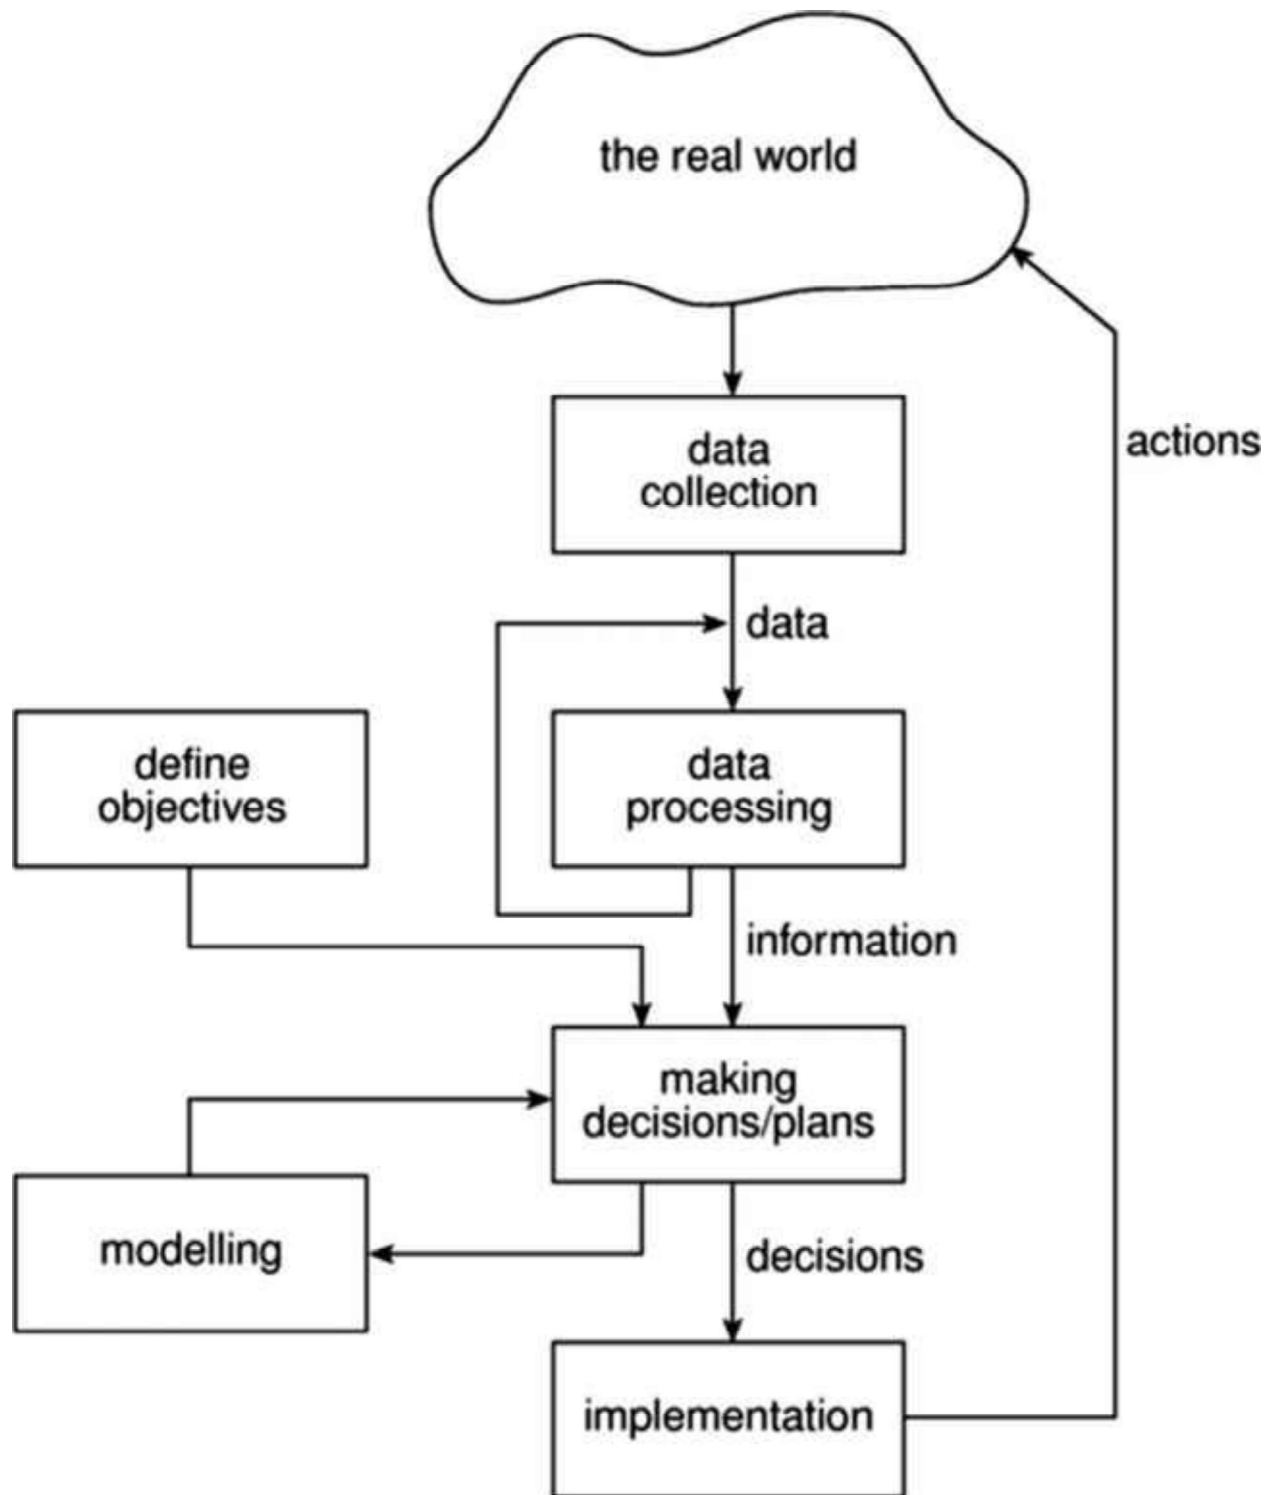 the real world
data
collection
actions
data
define
objectives
data
processing
information
making
decisions/plans
modelling
decisions
implementation